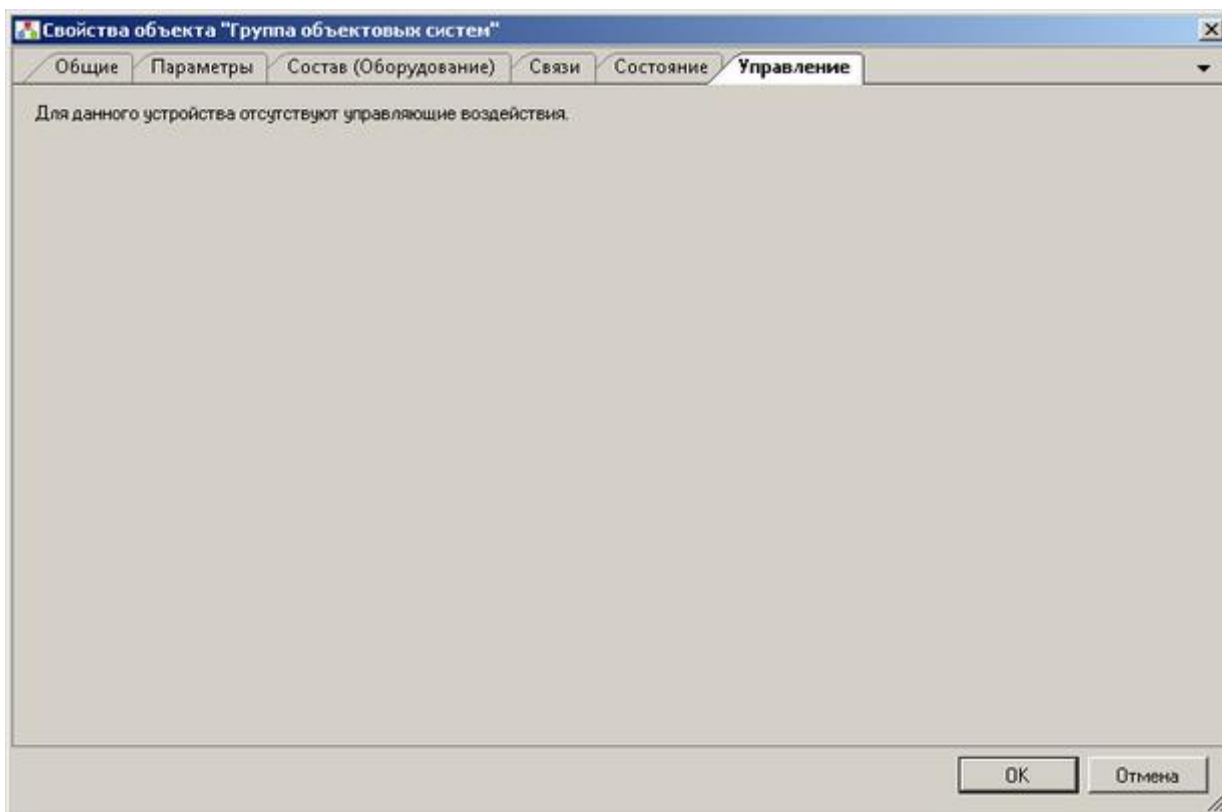 Свойства объекта "Группа объектовых систем"
Общие Параметры Состав (Оборудование) Связи Состояние Управление
Для данного устройства отсутствуют управляющие воздействия.
OK Отмена